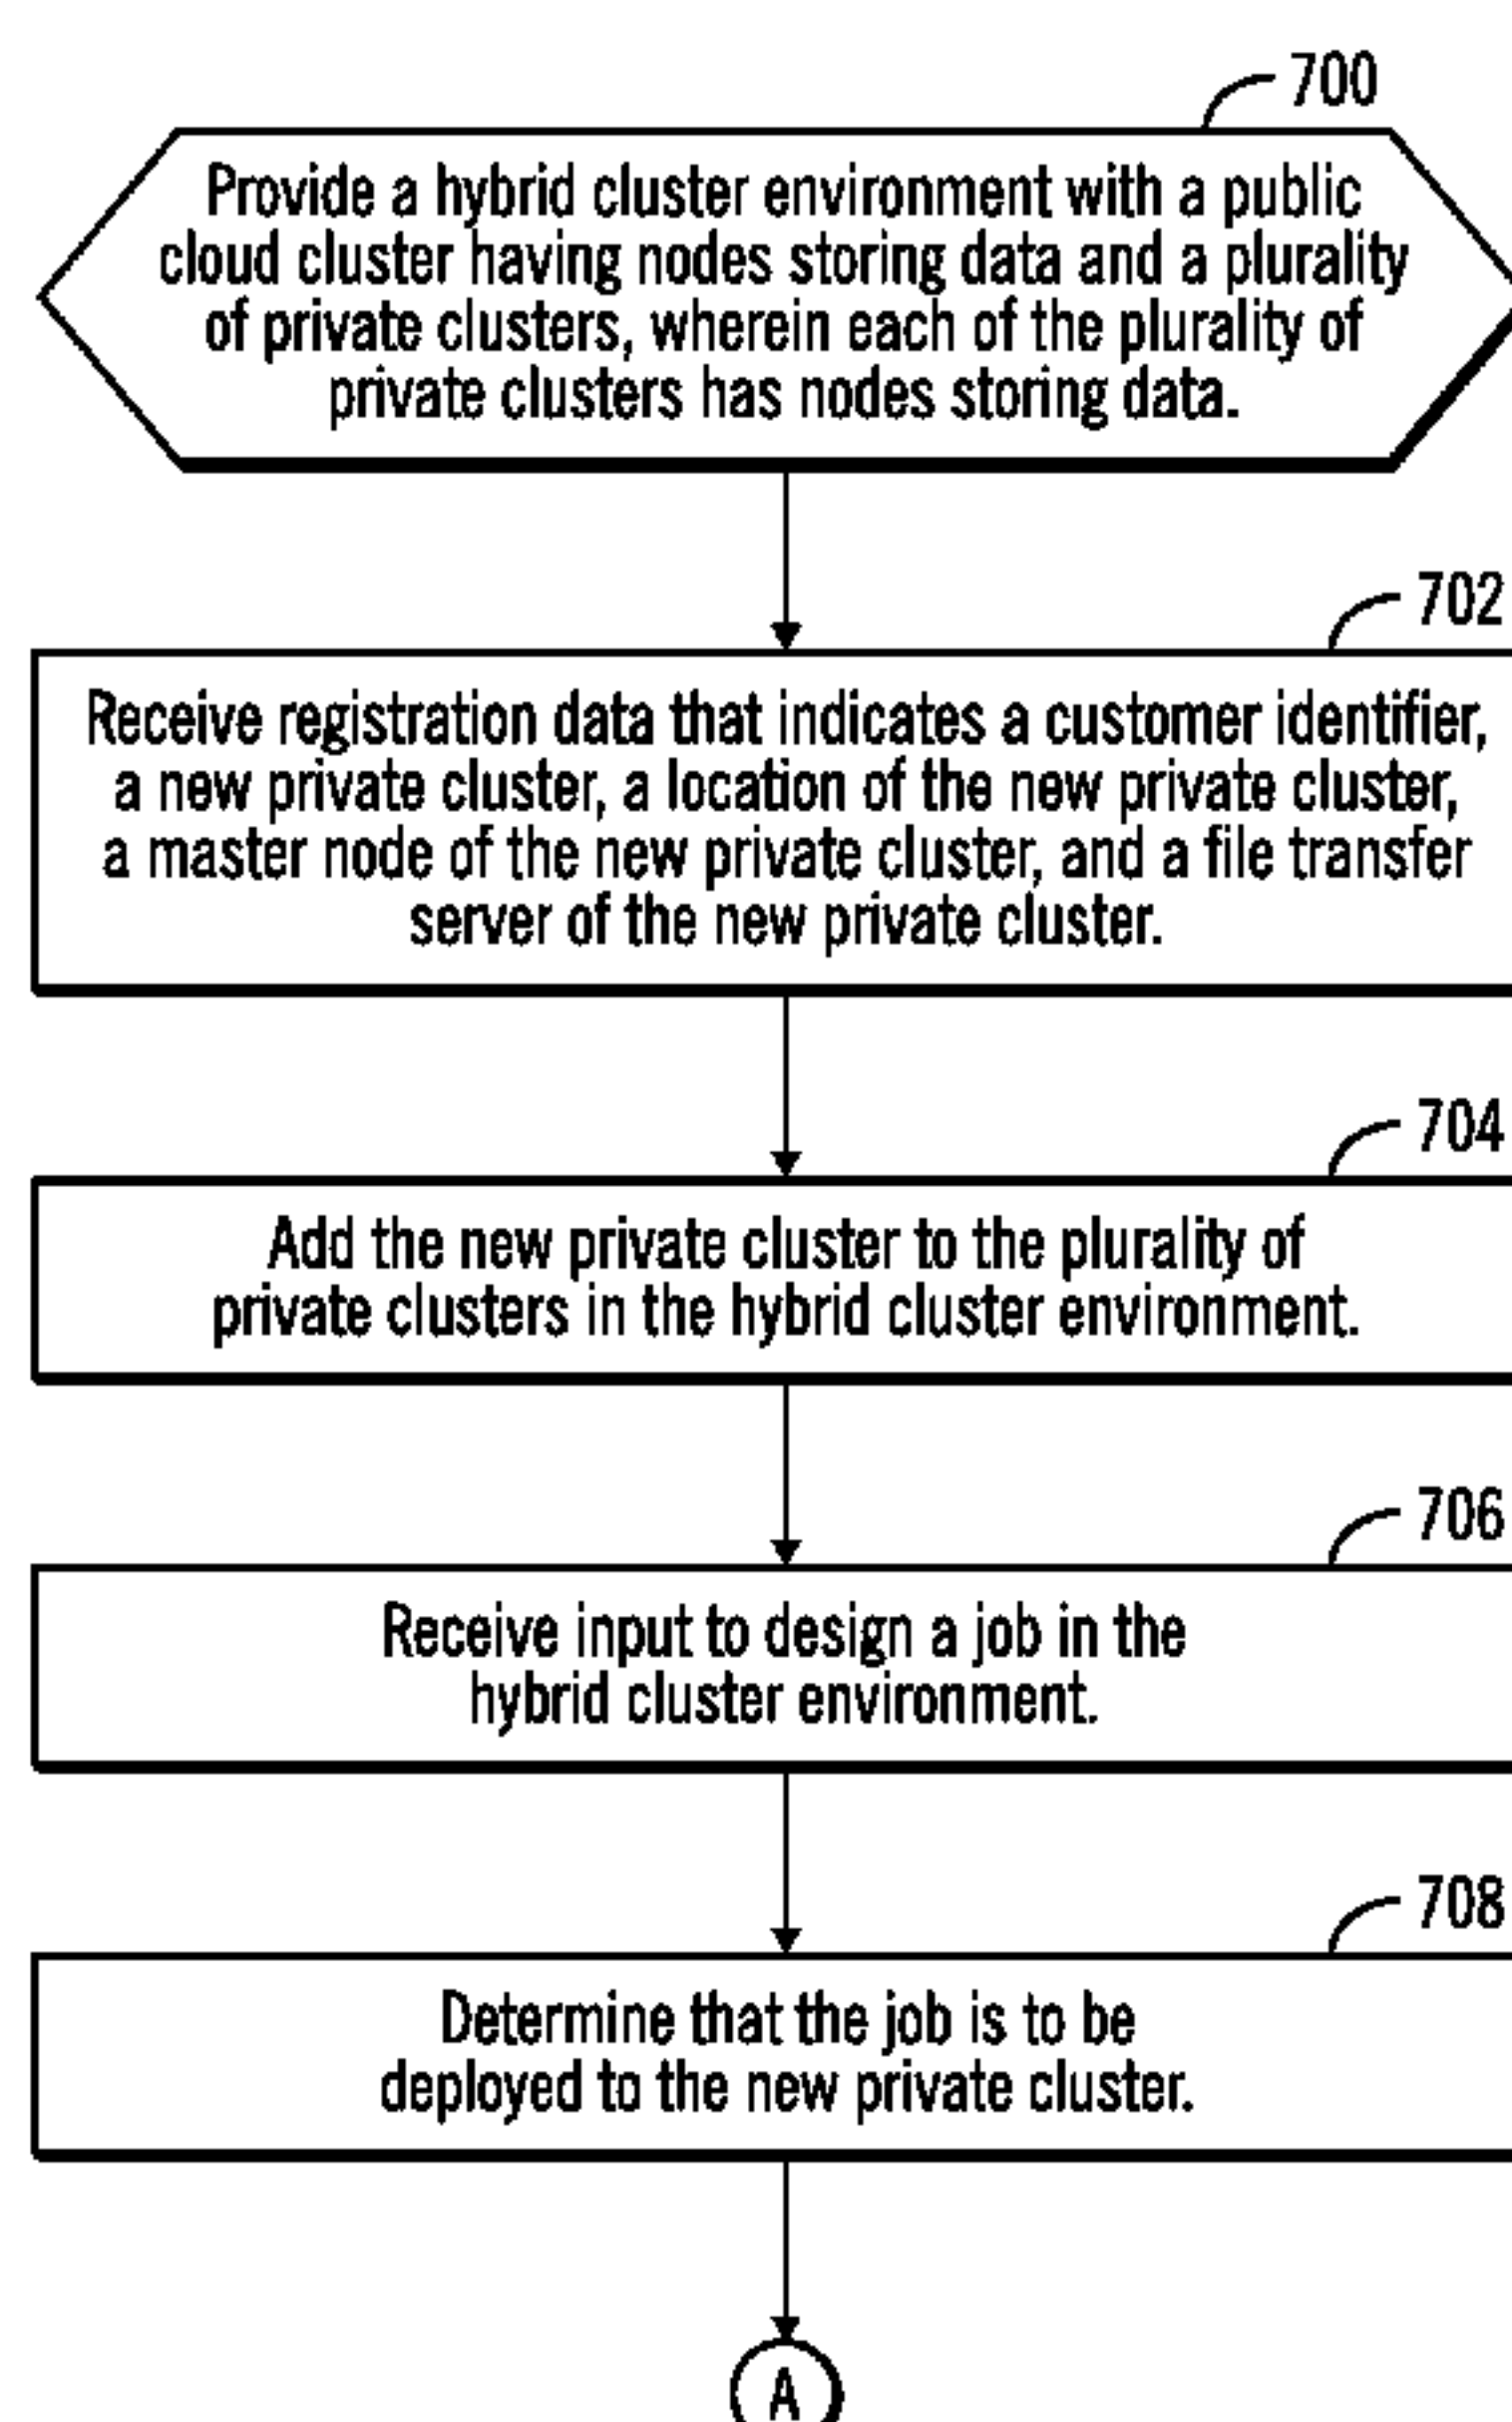 700
Provide a hybrid cluster environment with a public
cloud cluster having nodes storing data and a plurality
of private clusters, wherein each of the plurality of
private clusters has nodes storing data.
702
Receive registration data that indicates a customer identifier,
a new private cluster, a location of the new private cluster,
a master node of the new private cluster, and a file transfer
server of the new private cluster.
704
Add the new private cluster to the plurality of
private clusters in the hybrid cluster environment.
706
Receive input to design a job in the
hybrid cluster environment.
708
Determine that the job is to be
deployed to the new private cluster.
A